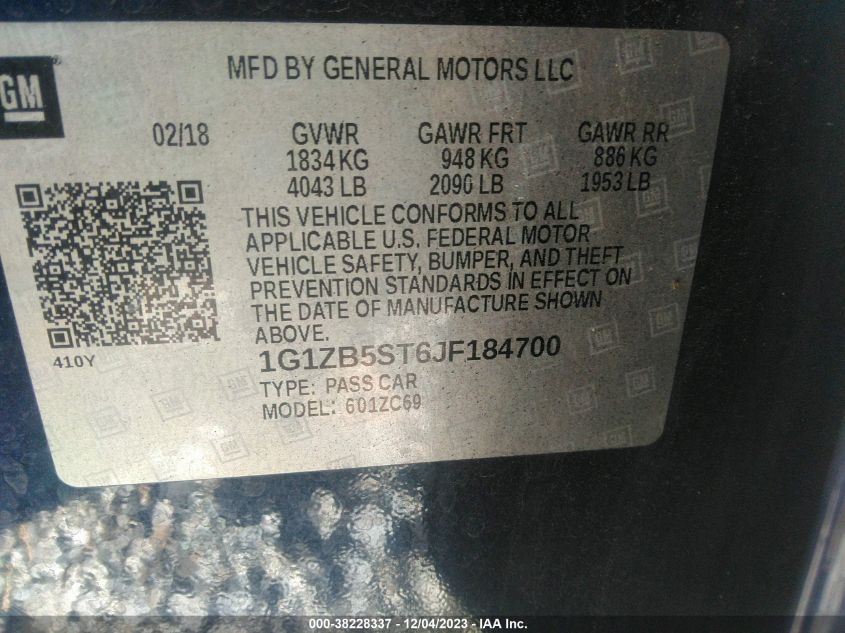 GM
MFD BY GENERAL MOTORS LLC
02/18 GVWR GAWR FRT GAWR RR
1834 KG 948 KG 886 KG
4043 LB 2090 LB 1953 LB
THIS VEHICLE CONFORMS TO ALL
APPLICABLE U.S. FEDERAL MOTOR
VEHICLE SAFETY, BUMPER, AND THEFT
PREVENTION STANDARDS IN EFFECT ON
THE DATE OF MANUFACTURE SHOWN
ABOVE.
410Y
1G1ZB5ST6JF184700
TYPE: PASS CAR
MODEL: 601ZC69
000-38228337 - 12/04/2023 - IAA Inc.